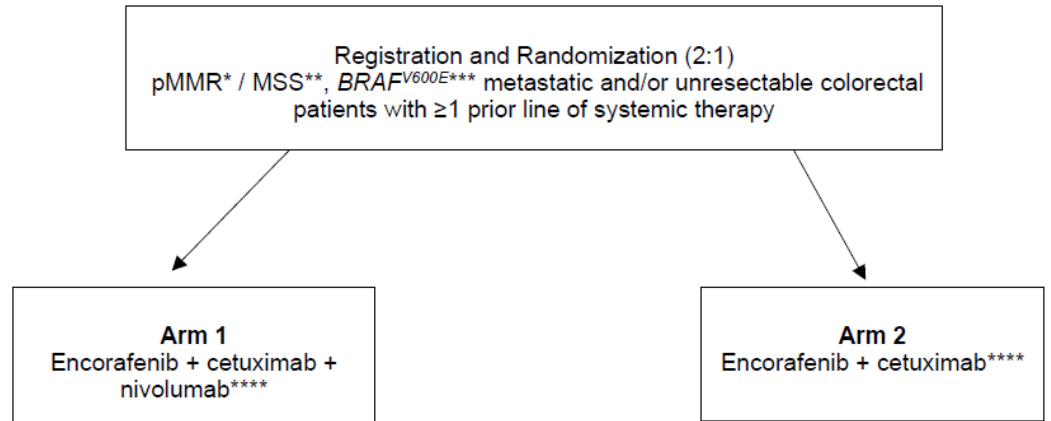 Registration and Randomization (2:1)
pMMR* / MSS**, BRAFV600E*** metastatic and/or unresectable colorectal
patients with ≥1 prior line of systemic therapy
Arm 1
Encorafenib + cetuximab +
nivolumab****
Arm 2
Encorafenib + cetuximab****